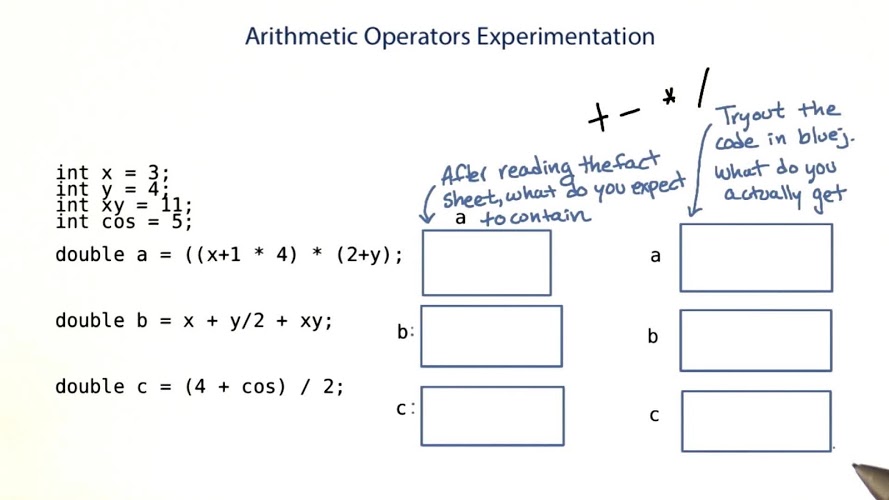 Arithmetic Operators Experimentation
+ - * /
Tryout the
code in bluej.
what do you
actually get
After reading the fact
sheet, what do you expect
a to contain
int x = 3;
int y = 4;
int xy = 11;
int cos = 5;
double a = ((x+1 * 4) * (2+y);
a
double b = x + y/2 + xy;
b:
b
double c = (4 + cos) / 2;
c:
c